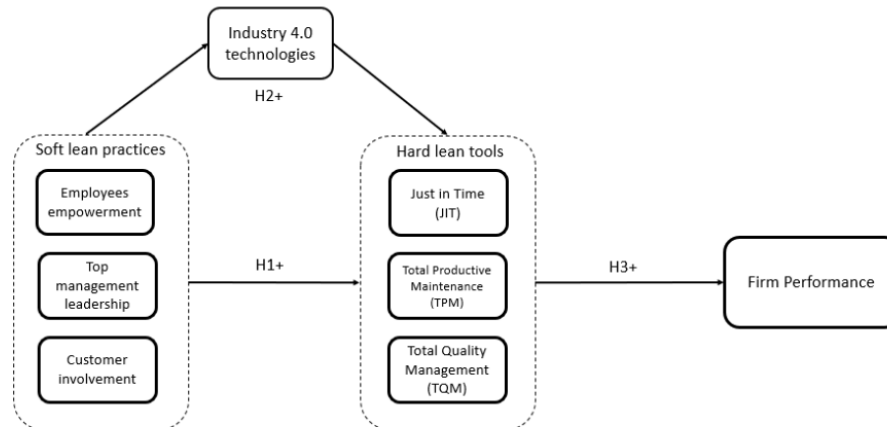 Industry 4.0
technologies
H2+
Soft lean practices
Employees
empowerment
Top
management
leadership
Customer
involvement
H1+
Hard lean tools
Just in Time
(JIT)
Total Productive
Maintenance
(TPM)
Total Quality
Management
(TQM)
H3+
Firm Performance